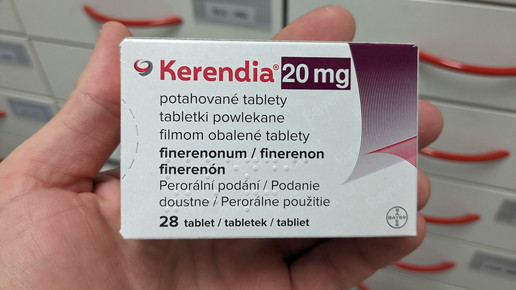 Kerendia® 20 mg
potahované tablety
tabletki powlekane
filmom obalené tablety
finerenonum / finerenon
finerenón
Perorální podání / Podanie
doustne / Perorálne použitie
28 tablet / tabletek / tabliet
BAYER